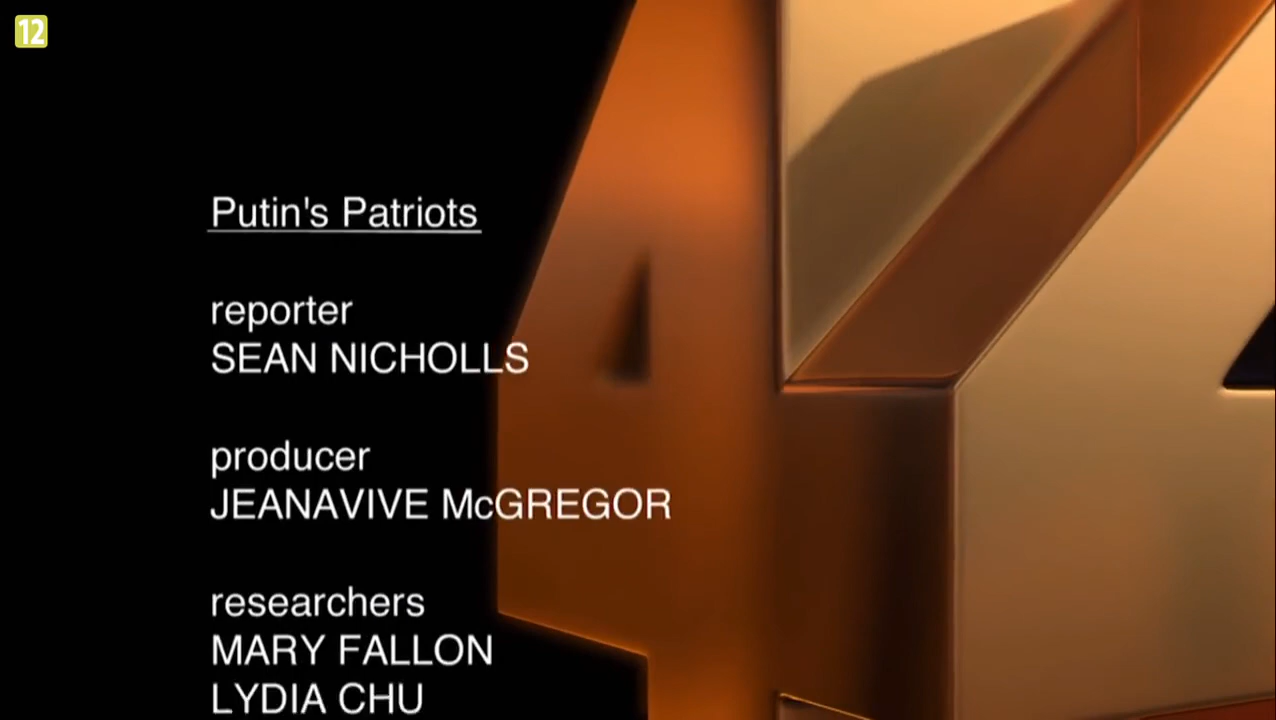 12
Putin's Patriots
reporter
SEAN NICHOLLS
producer
JEANAVIVE McGREGOR
researchers
MARY FALLON
LYDIA CHU